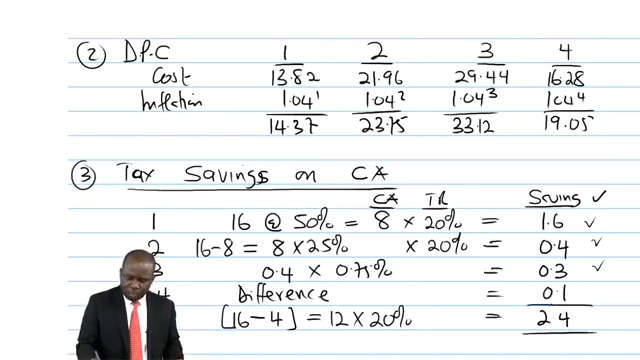 ② D.P.C 1 2 3 4
Cost 13.82 21.96 29.44 16.28
Inflation 1.04¹ 1.04² 1.04³ 1.04⁴
14.37 23.75 33.12 19.05
③ Tax Savings on CA
CA TR Saving ✓
1 16 @ 50% = 8 × 20% = 1.6 ✓
2 16-8 = 8 × 25% × 20% = 0.4 ✓
3 0.4 × 0.75% = 0.3 ✓
4 Difference = 0.1
[16-4] = 12 × 20% = 2.4